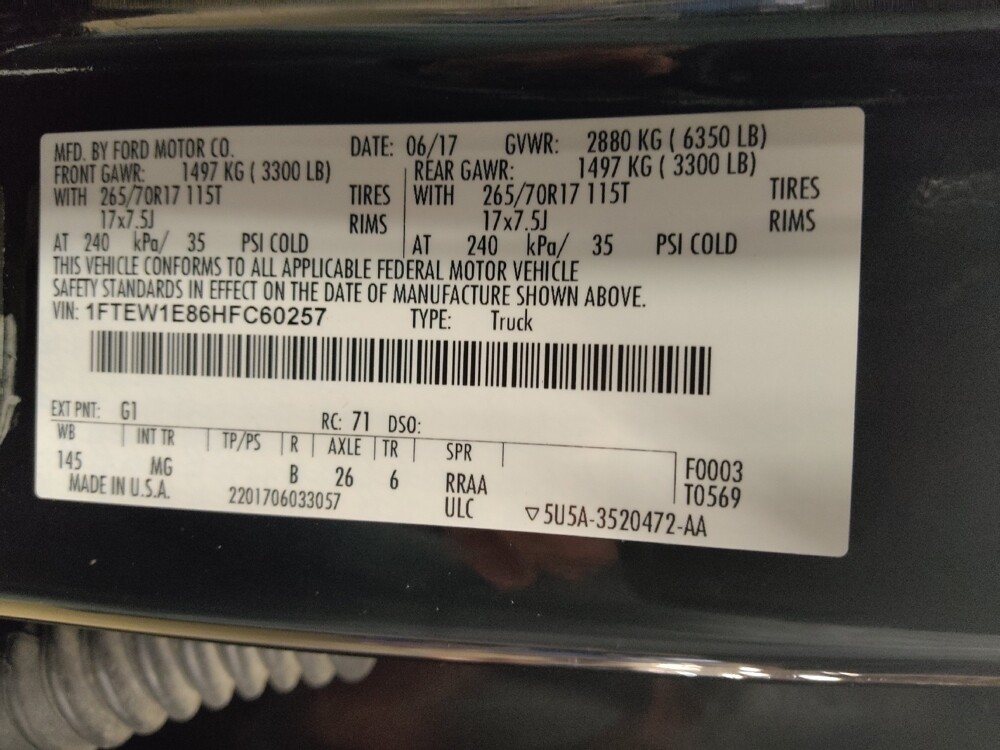 MFD. BY FORD MOTOR CO. DATE: 06/17 GVWR: 2880 KG ( 6350 LB)
FRONT GAWR: 1497 KG ( 3300 LB) REAR GAWR: 1497 KG ( 3300 LB)
WITH 265/70R17 115T TIRES WITH 265/70R17 115T TIRES
17x7.5J RIMS 17x7.5J RIMS
AT 240 kPa/ 35 PSI COLD AT 240 kPa/ 35 PSI COLD
THIS VEHICLE CONFORMS TO ALL APPLICABLE FEDERAL MOTOR VEHICLE
SAFETY STANDARDS IN EFFECT ON THE DATE OF MANUFACTURE SHOWN ABOVE.
VIN: 1FTEW1E86HFC60257 TYPE: Truck
EXT PNT: G1 RC: 71 DSO:
WB INT TR TP/PS R AXLE TR SPR
145 MG B 26 6 RRAA F0003
MADE IN U.S.A. 2201706033057 ULC T0569
▽5U5A-3520472-AA